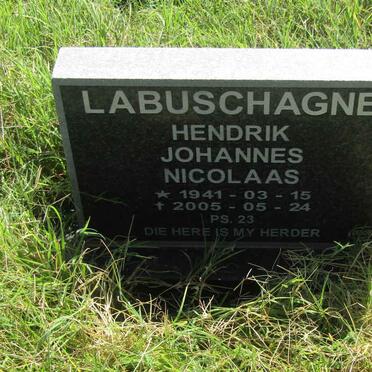 LABUSCHAGNE
HENDRIK
JOHANNES
NICOLAAS
★ 1941 - 03 - 15
✝ 2005 - 05 - 24
PS. 23
DIE HERE IS MY HERDER